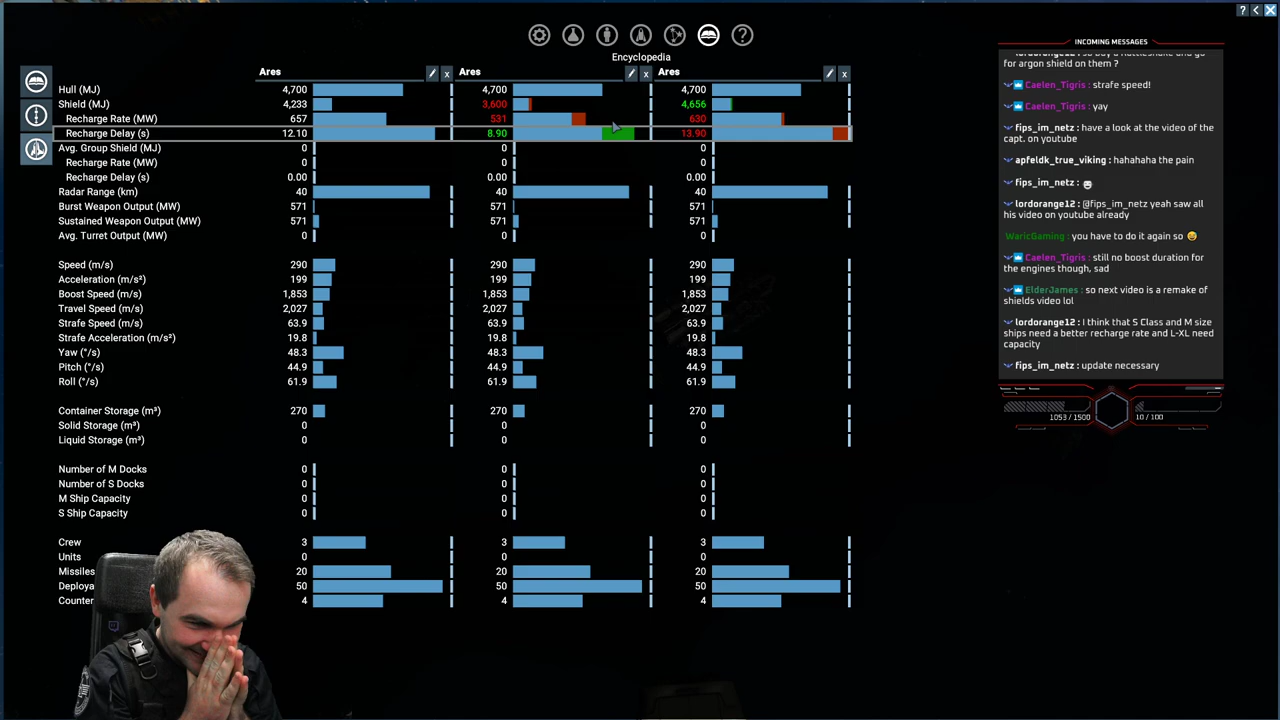 ? < X
?
Encyclopedia
Ares x Ares x Ares x
Hull (MJ) 4,700 4,700 4,700
Shield (MJ) 4,233 3,600 4,656
Recharge Rate (MW) 657 531 630
Recharge Delay (s) 12.10 8.90 13.90
Avg. Group Shield (MJ) 0 0 0
Recharge Rate (MW) 0 0 0
Recharge Delay (s) 0.00 0.00 0.00
Radar Range (km) 40 40 40
Burst Weapon Output (MW) 571 571 571
Sustained Weapon Output (MW) 571 571 571
Avg. Turret Output (MW) 0 0 0
Speed (m/s) 290 290 290
Acceleration (m/s²) 199 199 199
Boost Speed (m/s) 1,853 1,853 1,853
Travel Speed (m/s) 2,027 2,027 2,027
Strafe Speed (m/s) 63.9 63.9 63.9
Strafe Acceleration (m/s²) 19.8 19.8 19.8
Yaw (°/s) 48.3 48.3 48.3
Pitch (°/s) 44.9 44.9 44.9
Roll (°/s) 61.9 61.9 61.9
Container Storage (m³) 270 270 270
Solid Storage (m³) 0 0 0
Liquid Storage (m³) 0 0 0
Number of M Docks 0 0 0
Number of S Docks 0 0 0
M Ship Capacity 0 0 0
S Ship Capacity 0 0 0
Crew 3 3 3
Units 0 0 0
Missiles 20 20 20
Deploya 50 50 50
Counter 4 4 4
INCOMING MESSAGES
for argon shield on them ?
Caelen_Tigris : strafe speed!
Caelen_Tigris : yay
fips_im_netz : have a look at the video of the
capt. on youtube
apfeldk_true_viking : hahahaha the pain
fips_im_netz :
lordorange12 : @fips_im_netz yeah saw all
his video on youtube already
WaricGaming : you have to do it again so 😅
Caelen_Tigris : still no boost duration for
the engines though, sad
ElderJames : so next video is a remake of
shields video lol
lordorange12 : I think that S Class and M size
ships need a better recharge rate and L-XL need
capacity
fips_im_netz : update necessary
1053 / 1500 10 / 100